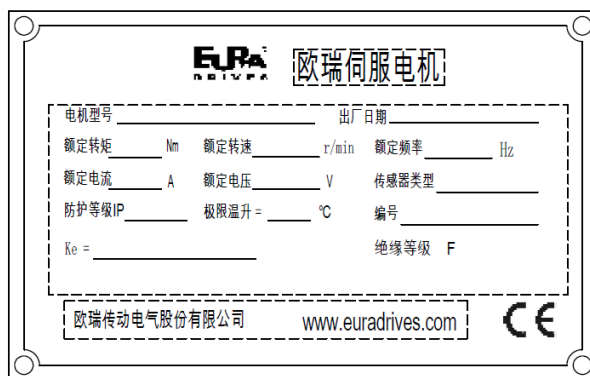 EURA DRIVES 欧瑞伺服电机
电机型号 出厂日期
额定转矩 Nm 额定转速 r/min 额定频率 Hz
额定电流 A 额定电压 V 传感器类型
防护等级IP 极限温升= ℃ 编号
Ke = 绝缘等级 F
欧瑞传动电气股份有限公司 www.euradrives.com CE